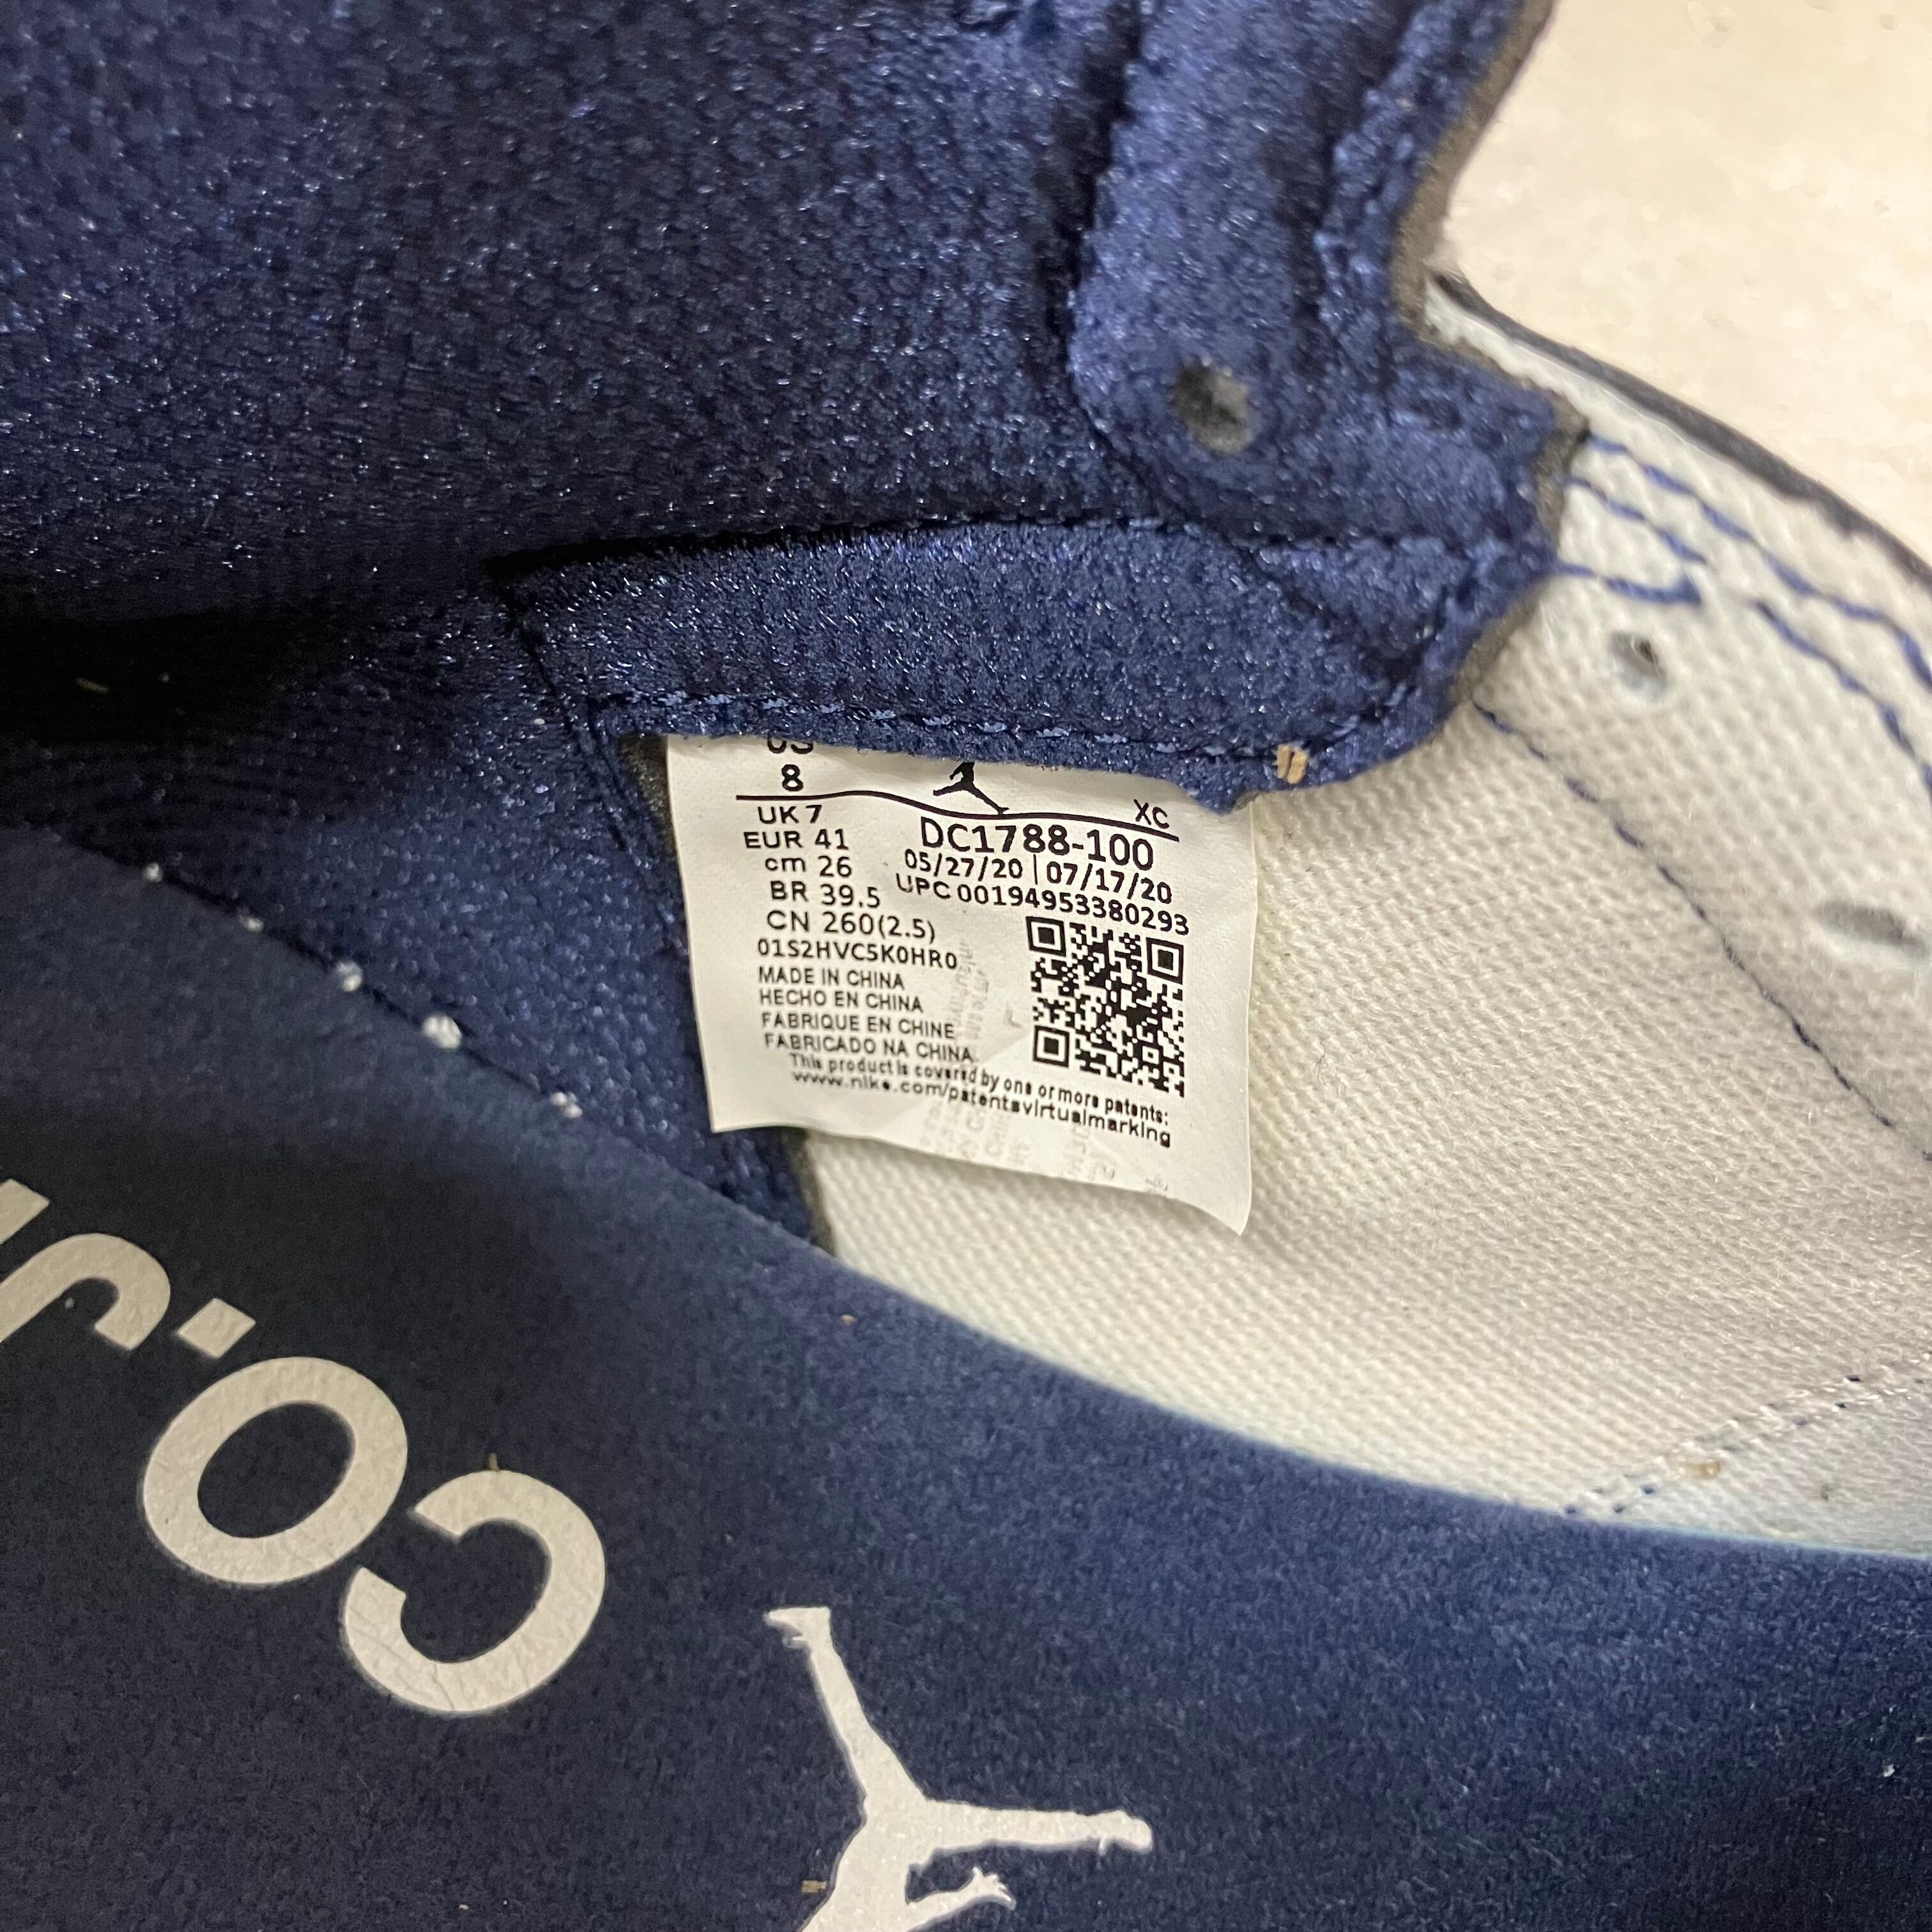 US
8
XC
UK 7
EUR 41
cm 26
BR 39.5
CN 260(2.5)
01S2HVC5K0HR0
DC1788-100
05/27/20 | 07/17/20
UPC 00194953380293
MADE IN CHINA
HECHO EN CHINA
FABRIQUE EN CHINE
FABRICADO NA CHINA
This product is covered by one or more patents:
www.nike.com/patentsvirtualmarking
co.j